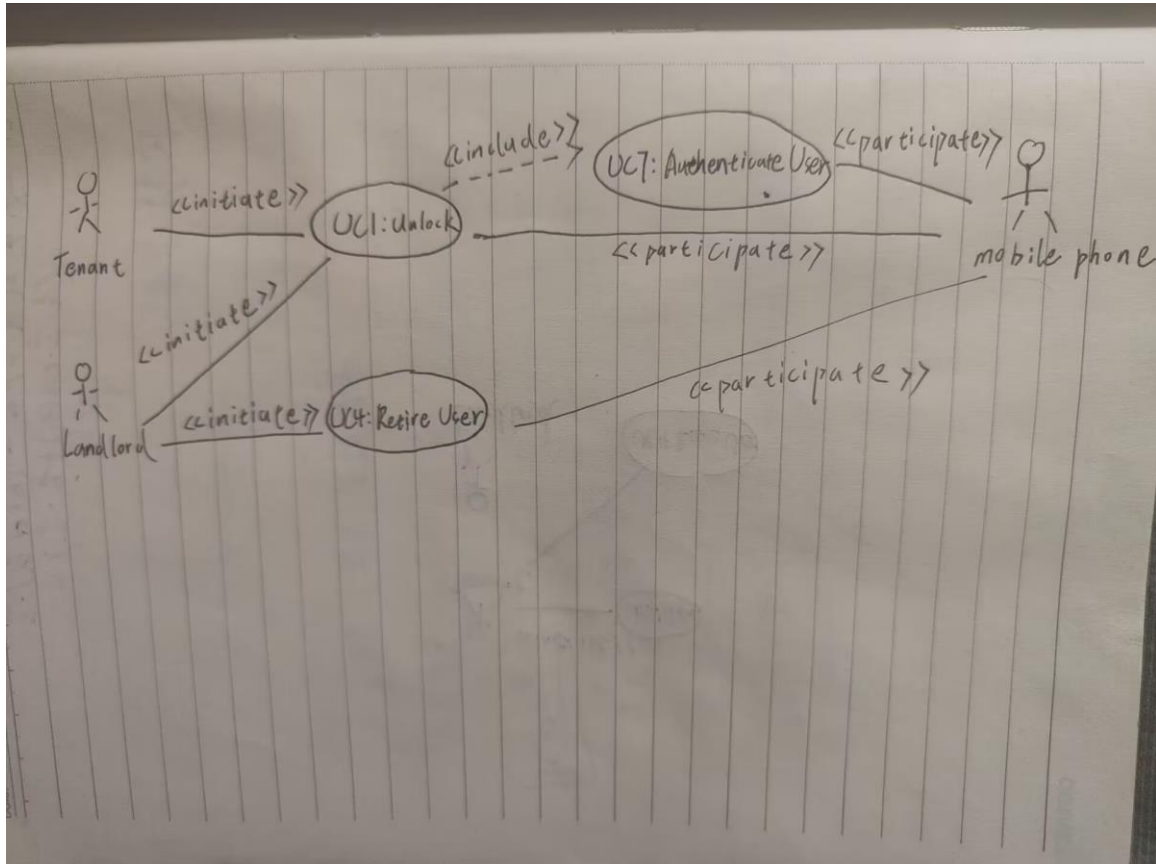 <<include>>
UC7: Authenticate User
<<participate>>
<<initiate>>
UC1: Unlock
<<participate>>
Tenant
mobile phone
<<initiate>>
<<participate>>
<<initiate>>
UC4: Retire User
Landlord